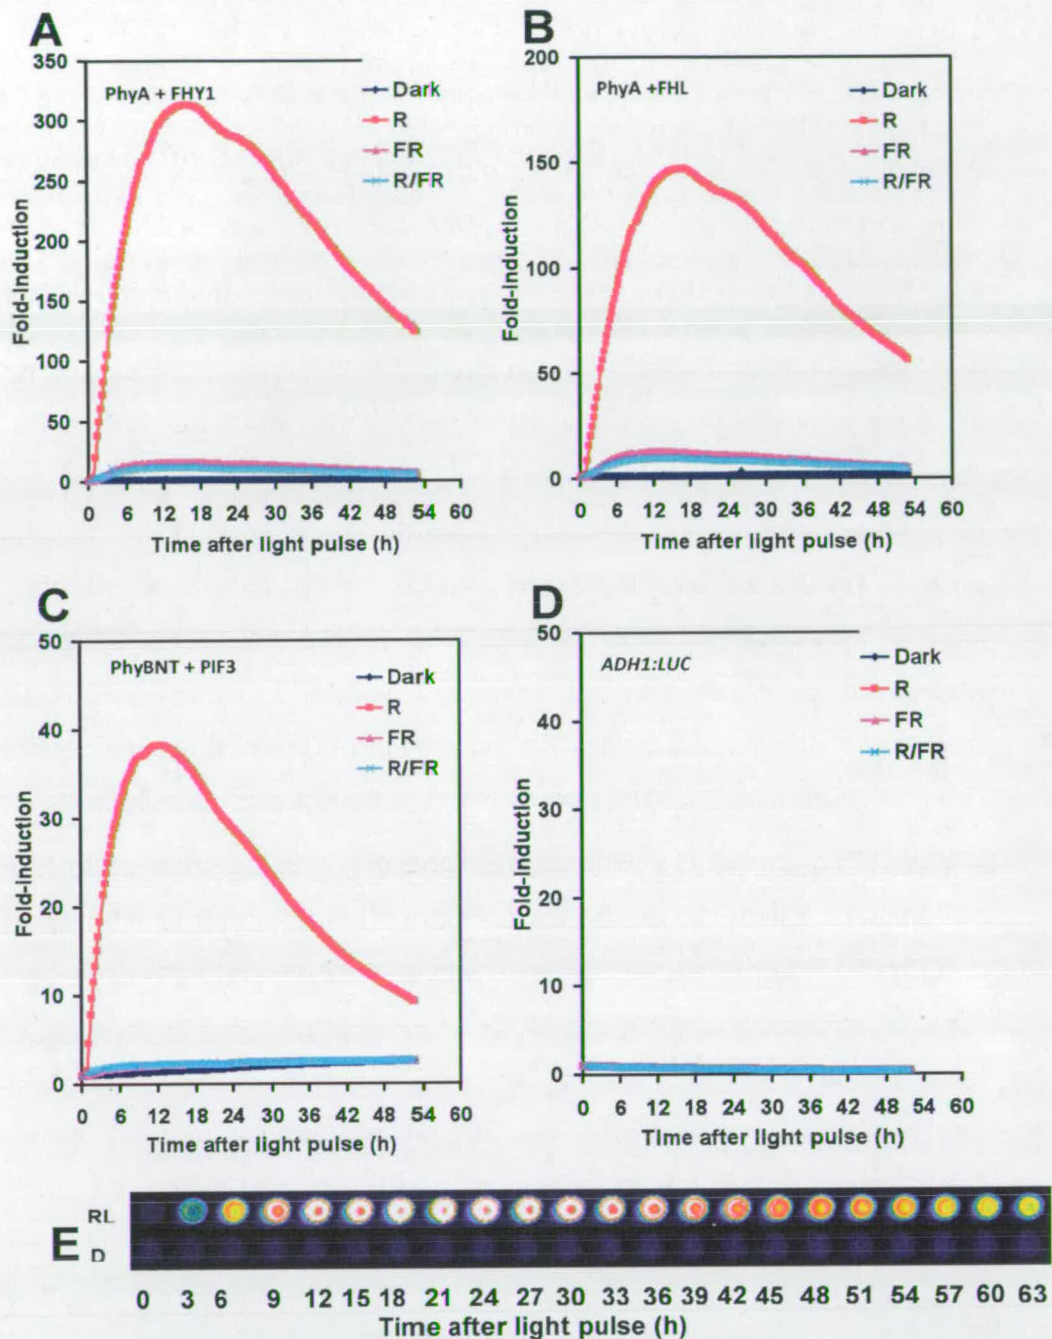 A
350
300
250
200
150
100
50
0
Fold-Induction
PhyA + FHY1
Dark
R
FR
R/FR
0 6 12 18 24 30 36 42 48 54 60
Time after light pulse (h)
B
200
150
100
50
0
Fold-Induction
PhyA +FHL
Dark
R
FR
R/FR
0 6 12 18 24 30 36 42 48 54 60
Time after light pulse (h)
C
50
40
30
20
10
0
Fold-Induction
PhyBNT + PIF3
Dark
R
FR
R/FR
0 6 12 18 24 30 36 42 48 54 60
Time after light pulse (h)
D
50
40
30
20
10
0
Fold-Induction
ADH1:LUC
Dark
R
FR
R/FR
0 6 12 18 24 30 36 42 48 54 60
Time after light pulse (h)
E
RL
D
0 3 6 9 12 15 18 21 24 27 30 33 36 39 42 45 48 51 54 57 60 63
Time after light pulse (h)